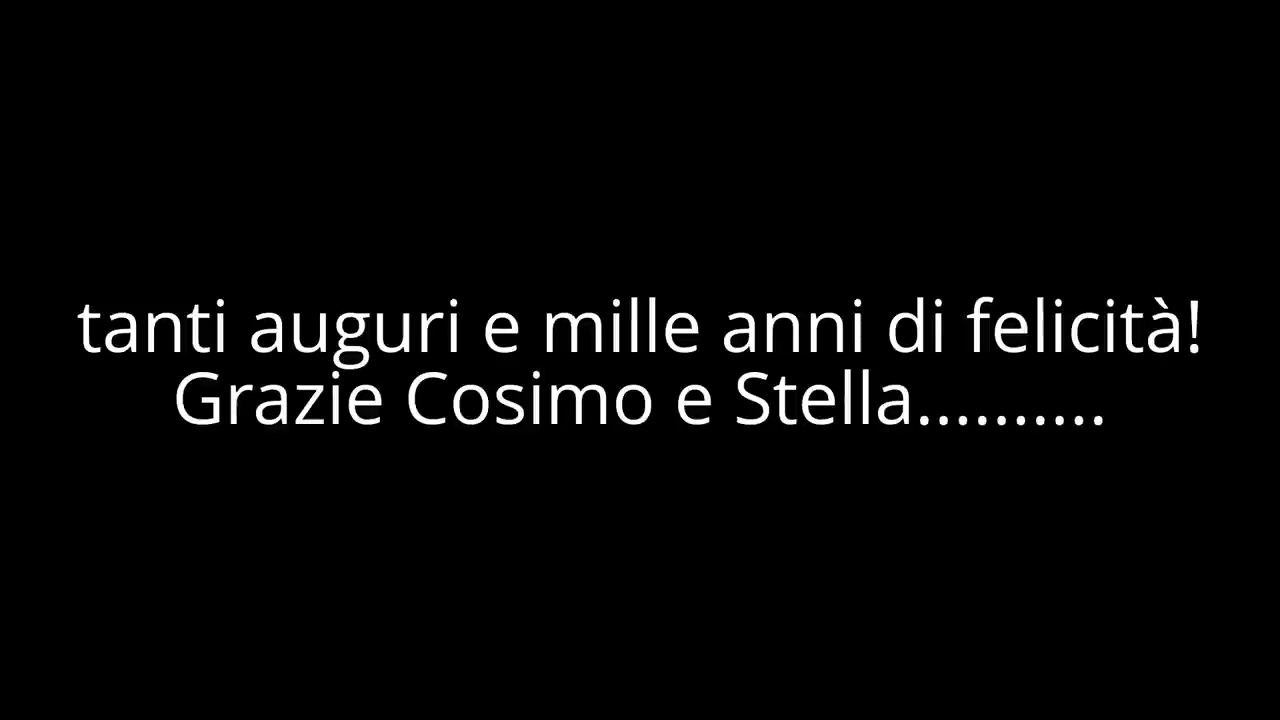 tanti auguri e mille anni di felicità!
Grazie Cosimo e Stella..........